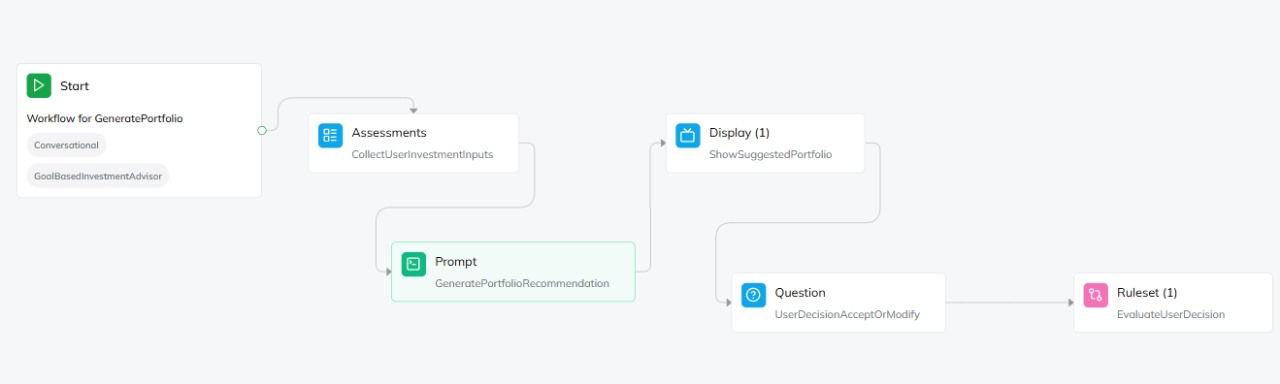 Start
Workflow for GeneratePortfolio
Conversational
GoalBasedInvestmentAdvisor
Assessments
CollectUserInvestmentInputs
Prompt
GeneratePortfolioRecommendation
Display (1)
ShowSuggestedPortfolio
Question
UserDecisionAcceptOrModify
Ruleset (1)
EvaluateUserDecision